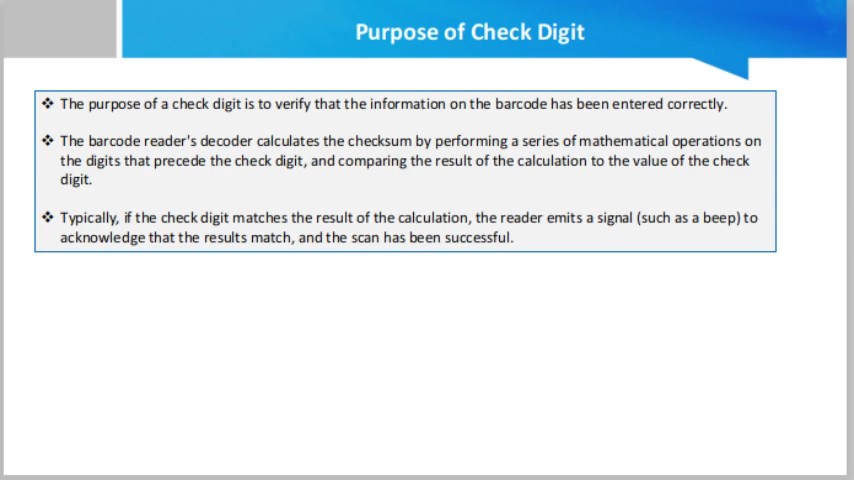 Purpose of Check Digit
❖ The purpose of a check digit is to verify that the information on the barcode has been entered correctly.
❖ The barcode reader's decoder calculates the checksum by performing a series of mathematical operations on
the digits that precede the check digit, and comparing the result of the calculation to the value of the check
digit.
❖ Typically, if the check digit matches the result of the calculation, the reader emits a signal (such as a beep) to
acknowledge that the results match, and the scan has been successful.